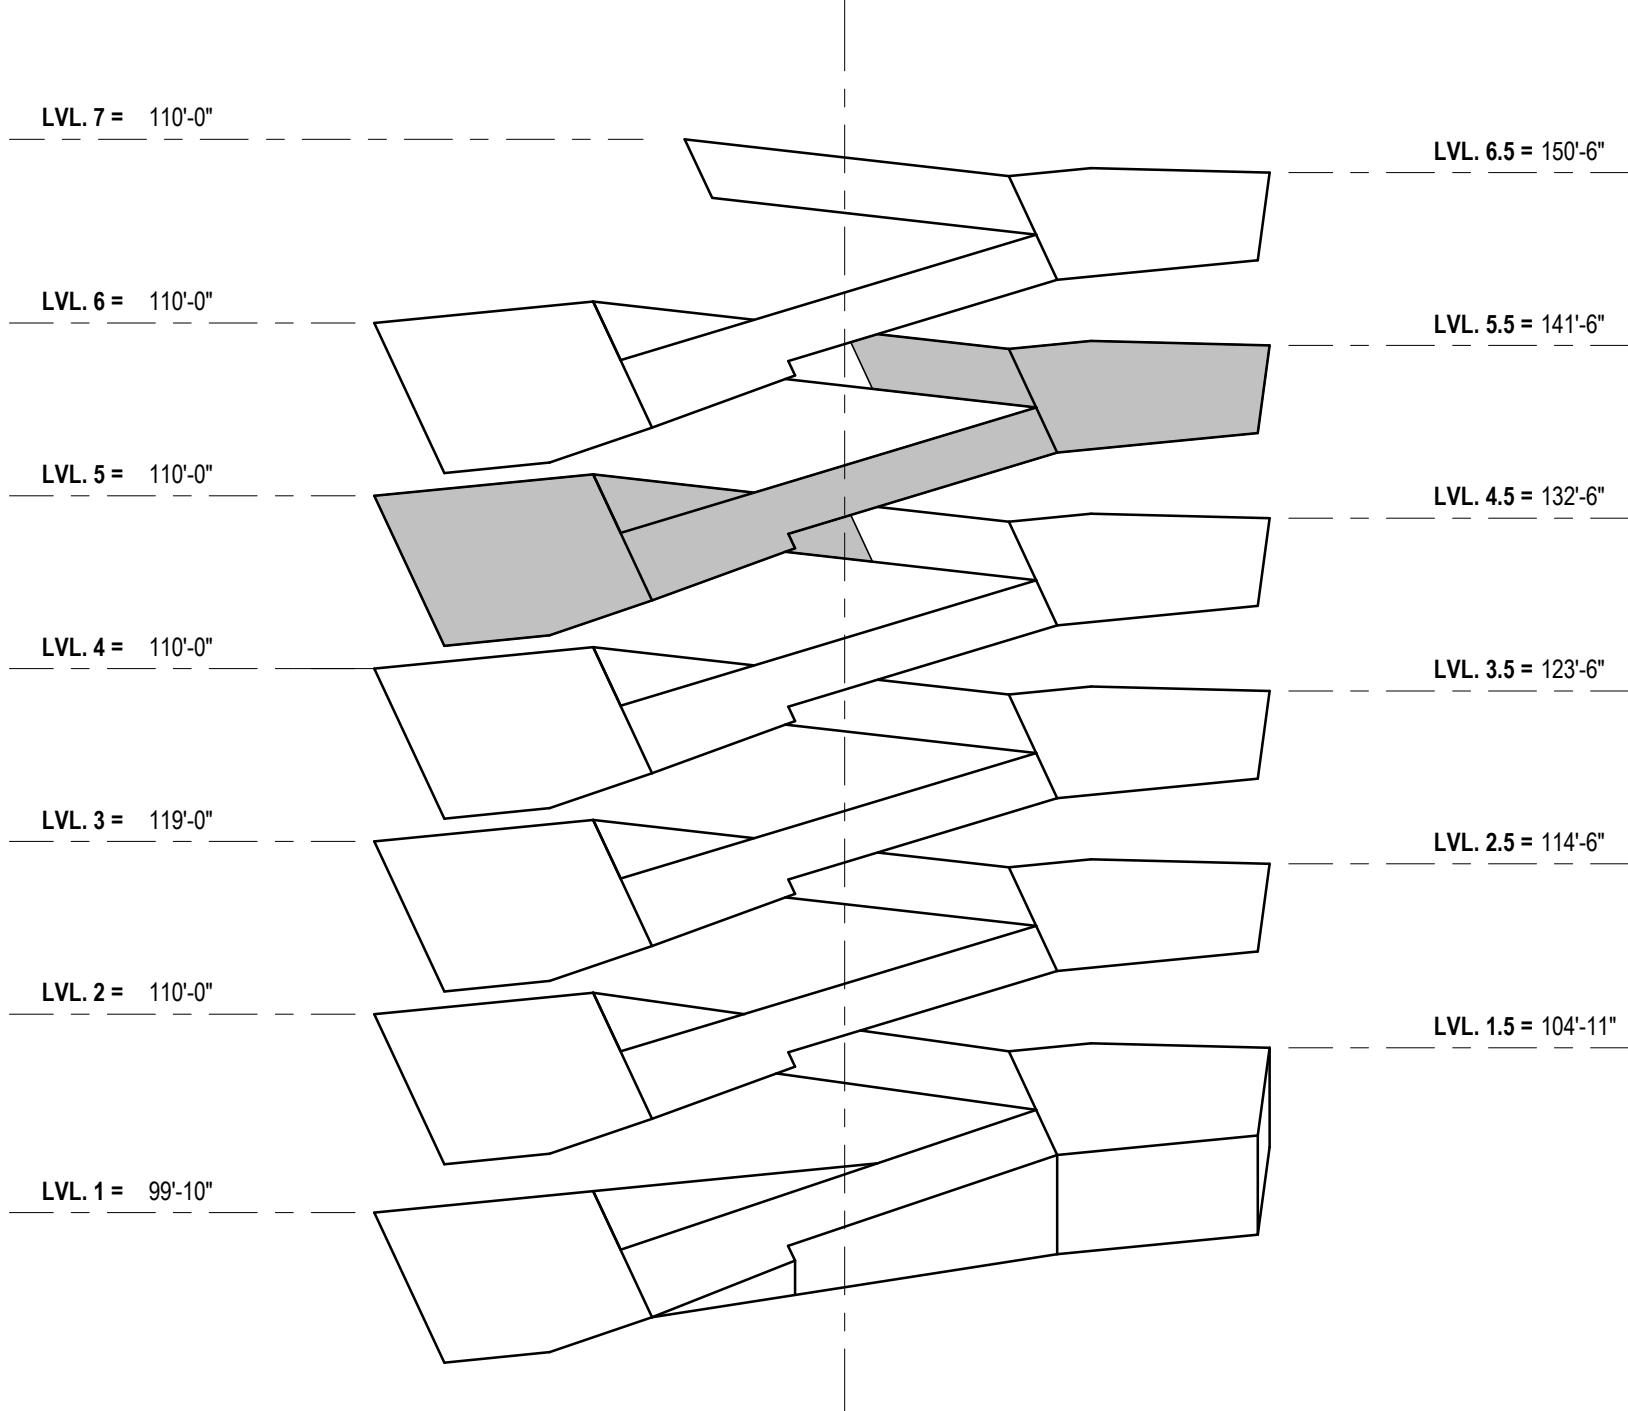 LVL. 7 = 110'-0"
LVL. 6.5 = 150'-6"
LVL. 6 = 110'-0"
LVL. 5.5 = 141'-6"
LVL. 5 = 110'-0"
LVL. 4.5 = 132'-6"
LVL. 4 = 110'-0"
LVL. 3.5 = 123'-6"
LVL. 3 = 119'-0"
LVL. 2.5 = 114'-6"
LVL. 2 = 110'-0"
LVL. 1.5 = 104'-11"
LVL. 1 = 99'-10"